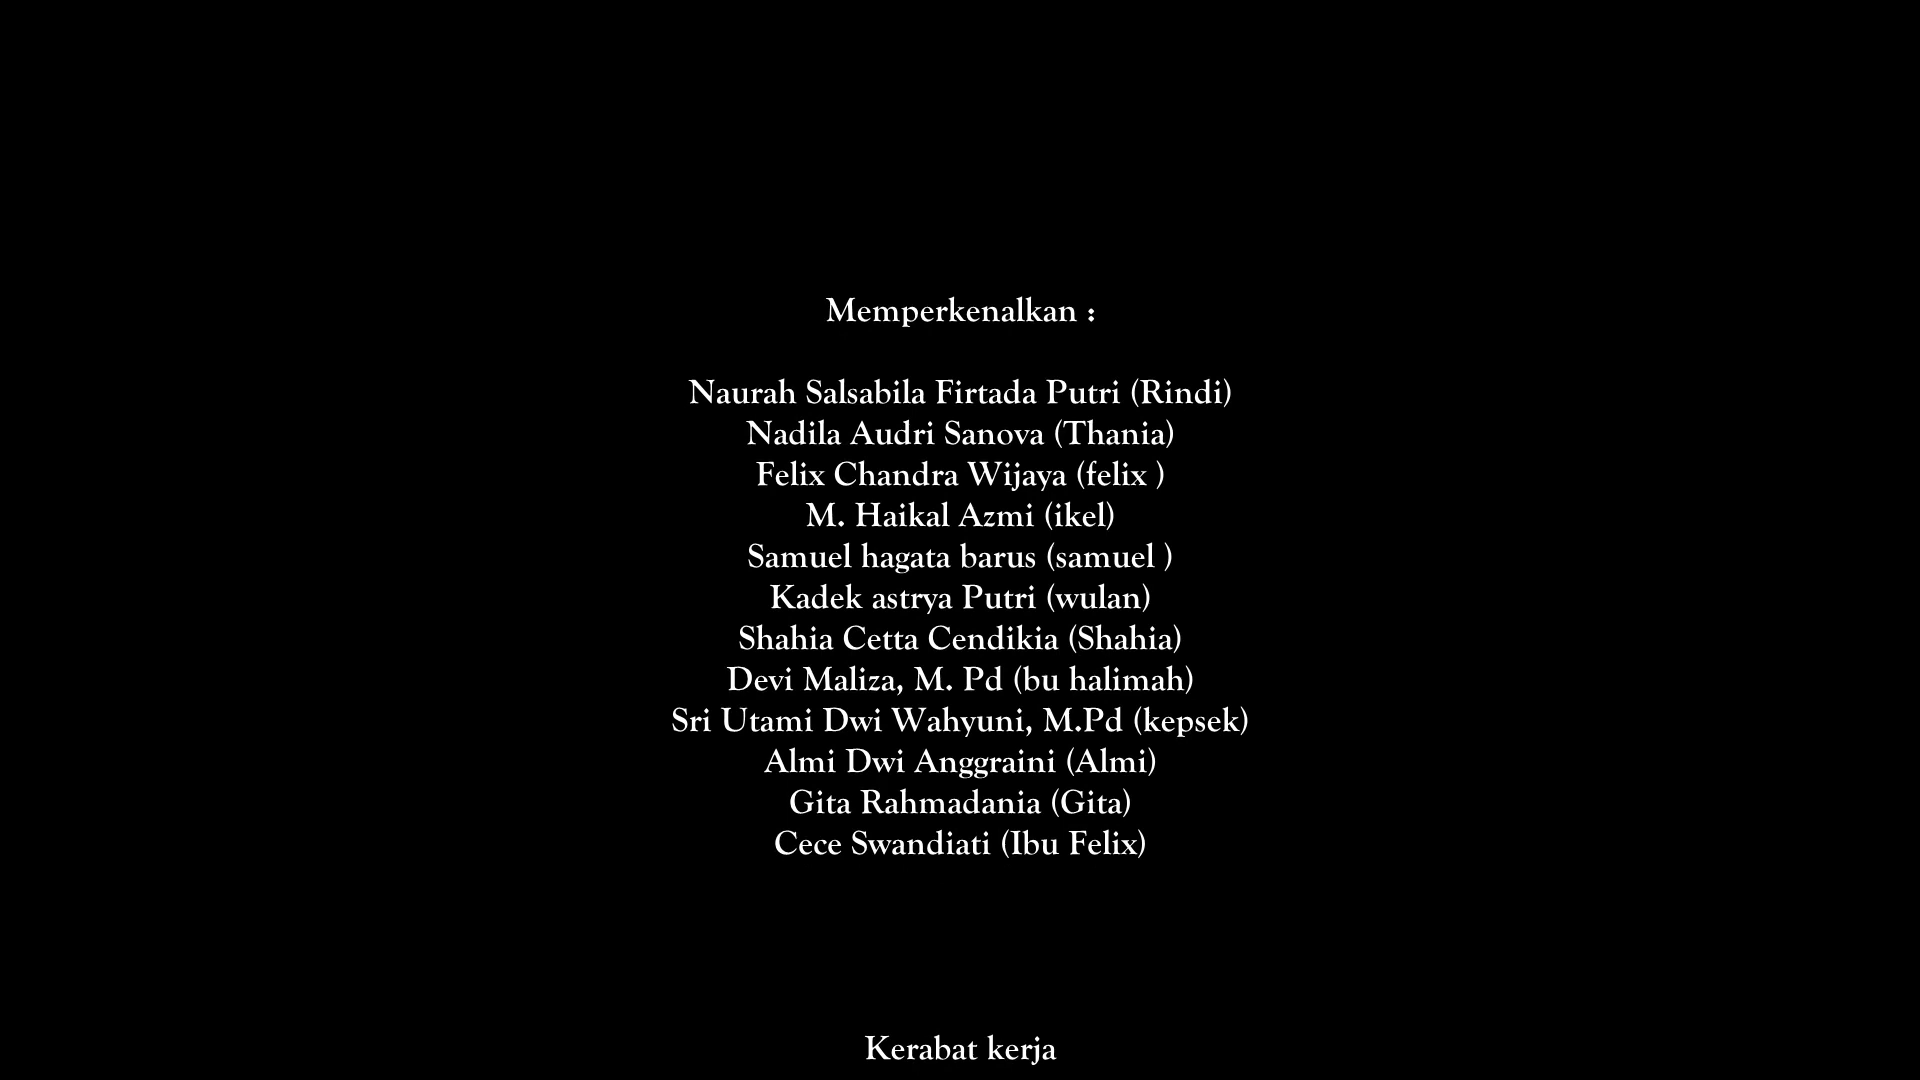 Memperkenalkan :
Naurah Salsabila Firtada Putri (Rindi)
Nadila Audri Sanova (Thania)
Felix Chandra Wijaya (felix )
M. Haikal Azmi (ikel)
Samuel hagata barus (samuel )
Kadek astrya Putri (wulan)
Shahia Cetta Cendikia (Shahia)
Devi Maliza, M. Pd (bu halimah)
Sri Utami Dwi Wahyuni, M.Pd (kepsek)
Almi Dwi Anggraini (Almi)
Gita Rahmadania (Gita)
Cece Swandiati (Ibu Felix)
Kerabat kerja